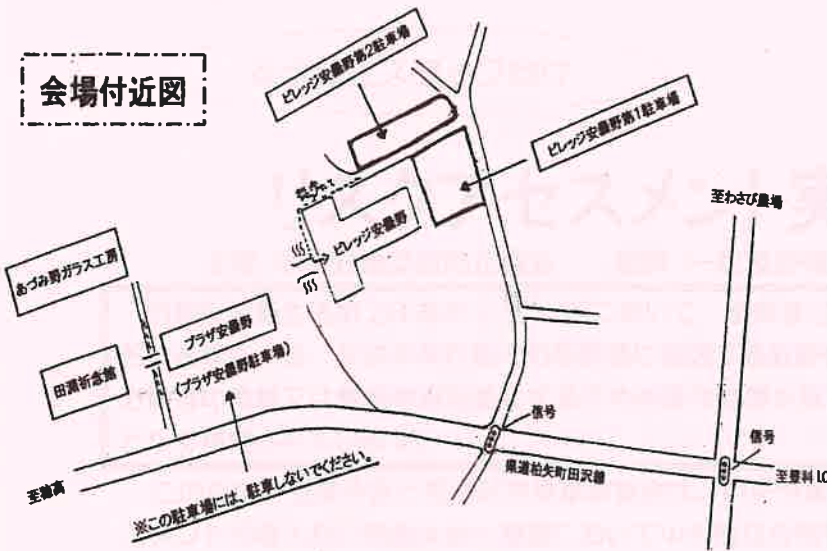 会場付近図
ビレッジ安曇野第2駐車場
ビレッジ安曇野第1駐車場
至わさび農場
ビレッジ安曇野
あづみ野ガラス工房
プラザ安曇野
(プラザ安曇野駐車場)
田淵祈念館
信号
信号
県道柏矢町田沢線
至豊科I.C
至穂高
※この駐車場には、駐車しないでください。